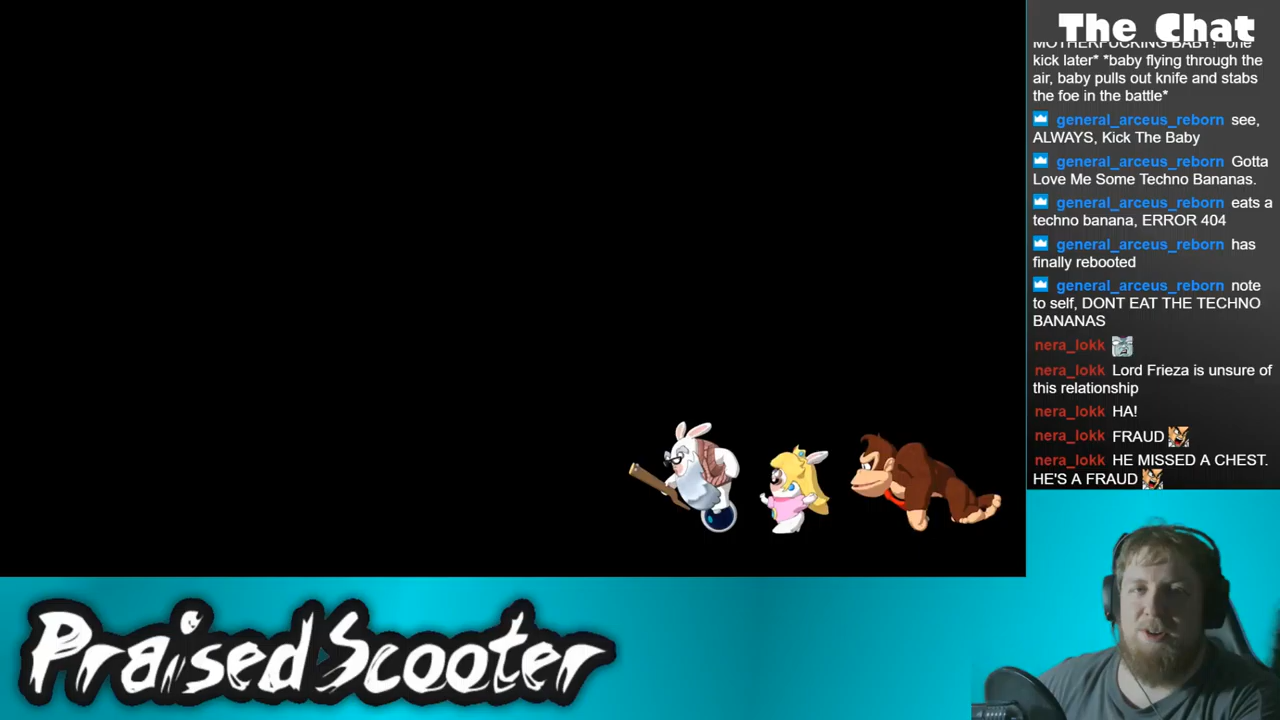 The Chat
MOTHERFUCKING BABY! *one
kick later* *baby flying through the
air, baby pulls out knife and stabs
the foe in the battle*
general_arceus_reborn see,
ALWAYS, Kick The Baby
general_arceus_reborn Gotta
Love Me Some Techno Bananas.
general_arceus_reborn eats a
techno banana, ERROR 404
general_arceus_reborn has
finally rebooted
general_arceus_reborn note
to self, DONT EAT THE TECHNO
BANANAS
nera_lokk
nera_lokk Lord Frieza is unsure of
this relationship
nera_lokk HA!
nera_lokk FRAUD
nera_lokk HE MISSED A CHEST.
HE'S A FRAUD
PraisedScooter